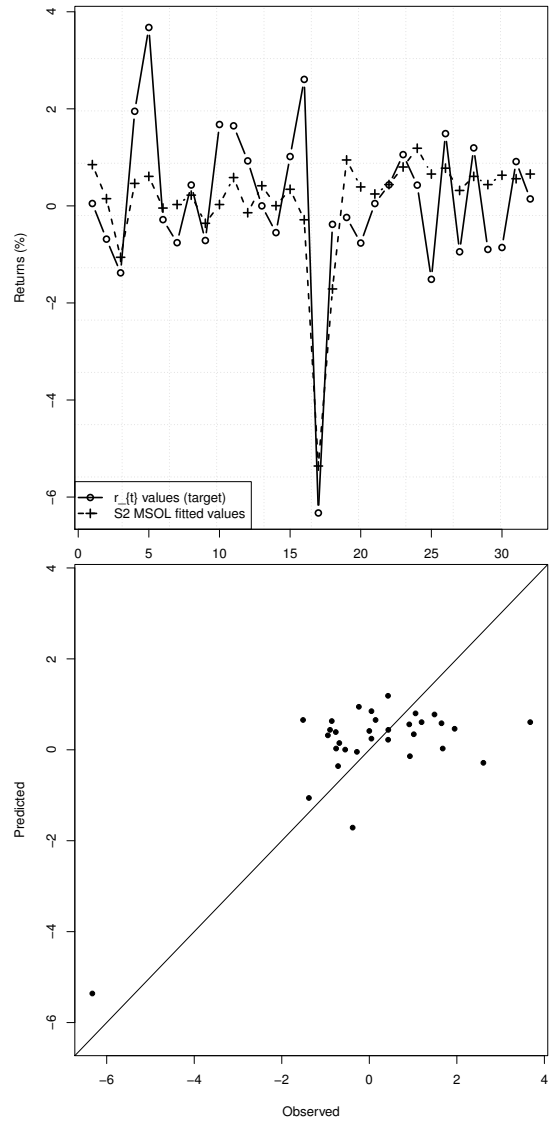 4
2
0
−2
−4
−6
Returns (%)
r_{t} values (target)
S2 MSOL fitted values
0 5 10 15 20 25 30
4
2
0
−2
−4
−6
Predicted
−6 −4 −2 0 2 4
Observed